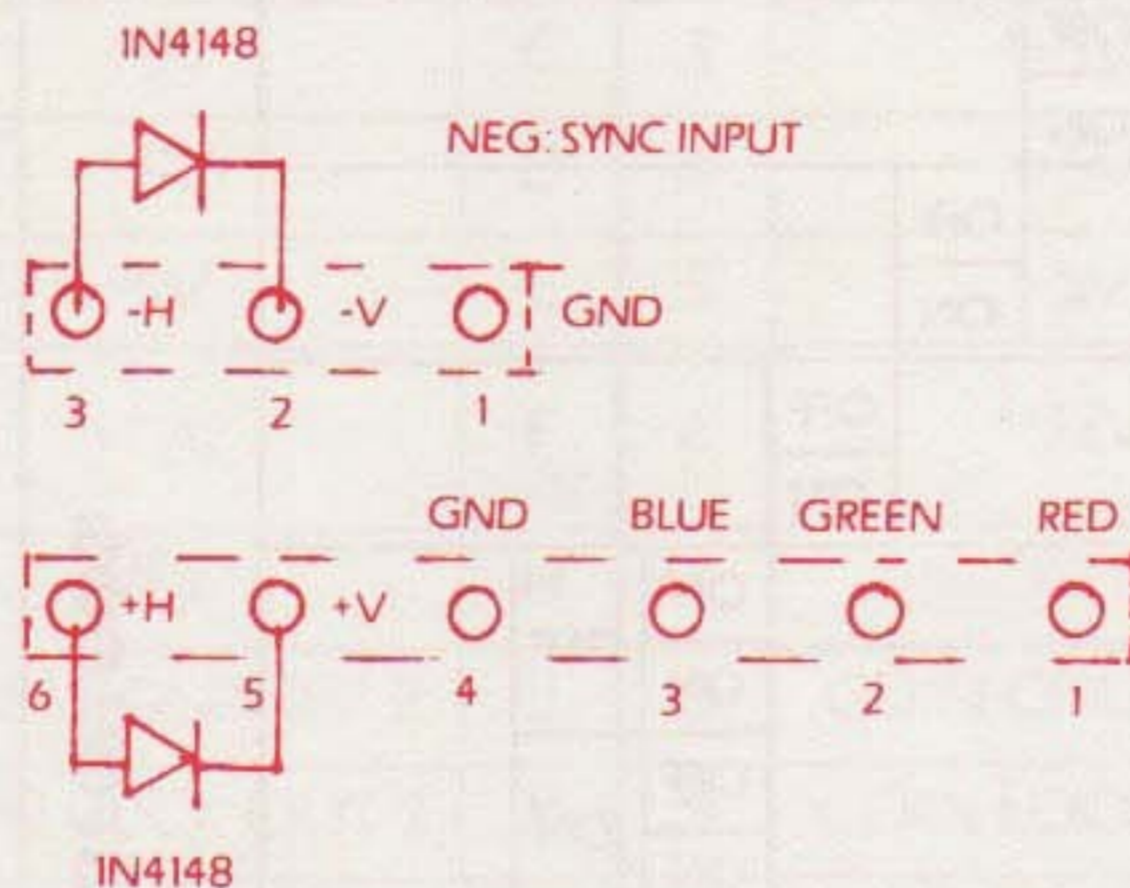 1N4148
NEG: SYNC INPUT
-H -V GND
3 2 1
GND BLUE GREEN RED
+H +V
6 5 4 3 2 1
1N4148